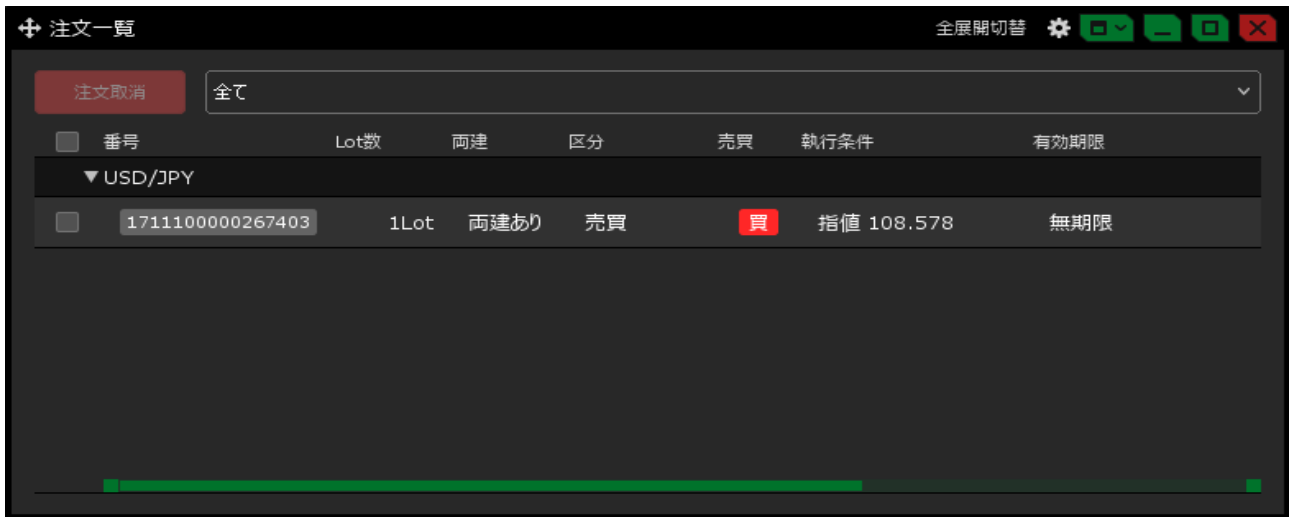 注文一覧 全展開切替
注文取消 全て
番号 Lot数 両建 区分 売買 執行条件 有効期限
▼USD/JPY
1711100000267403 1Lot 両建あり 売買 買 指値 108.578 無期限